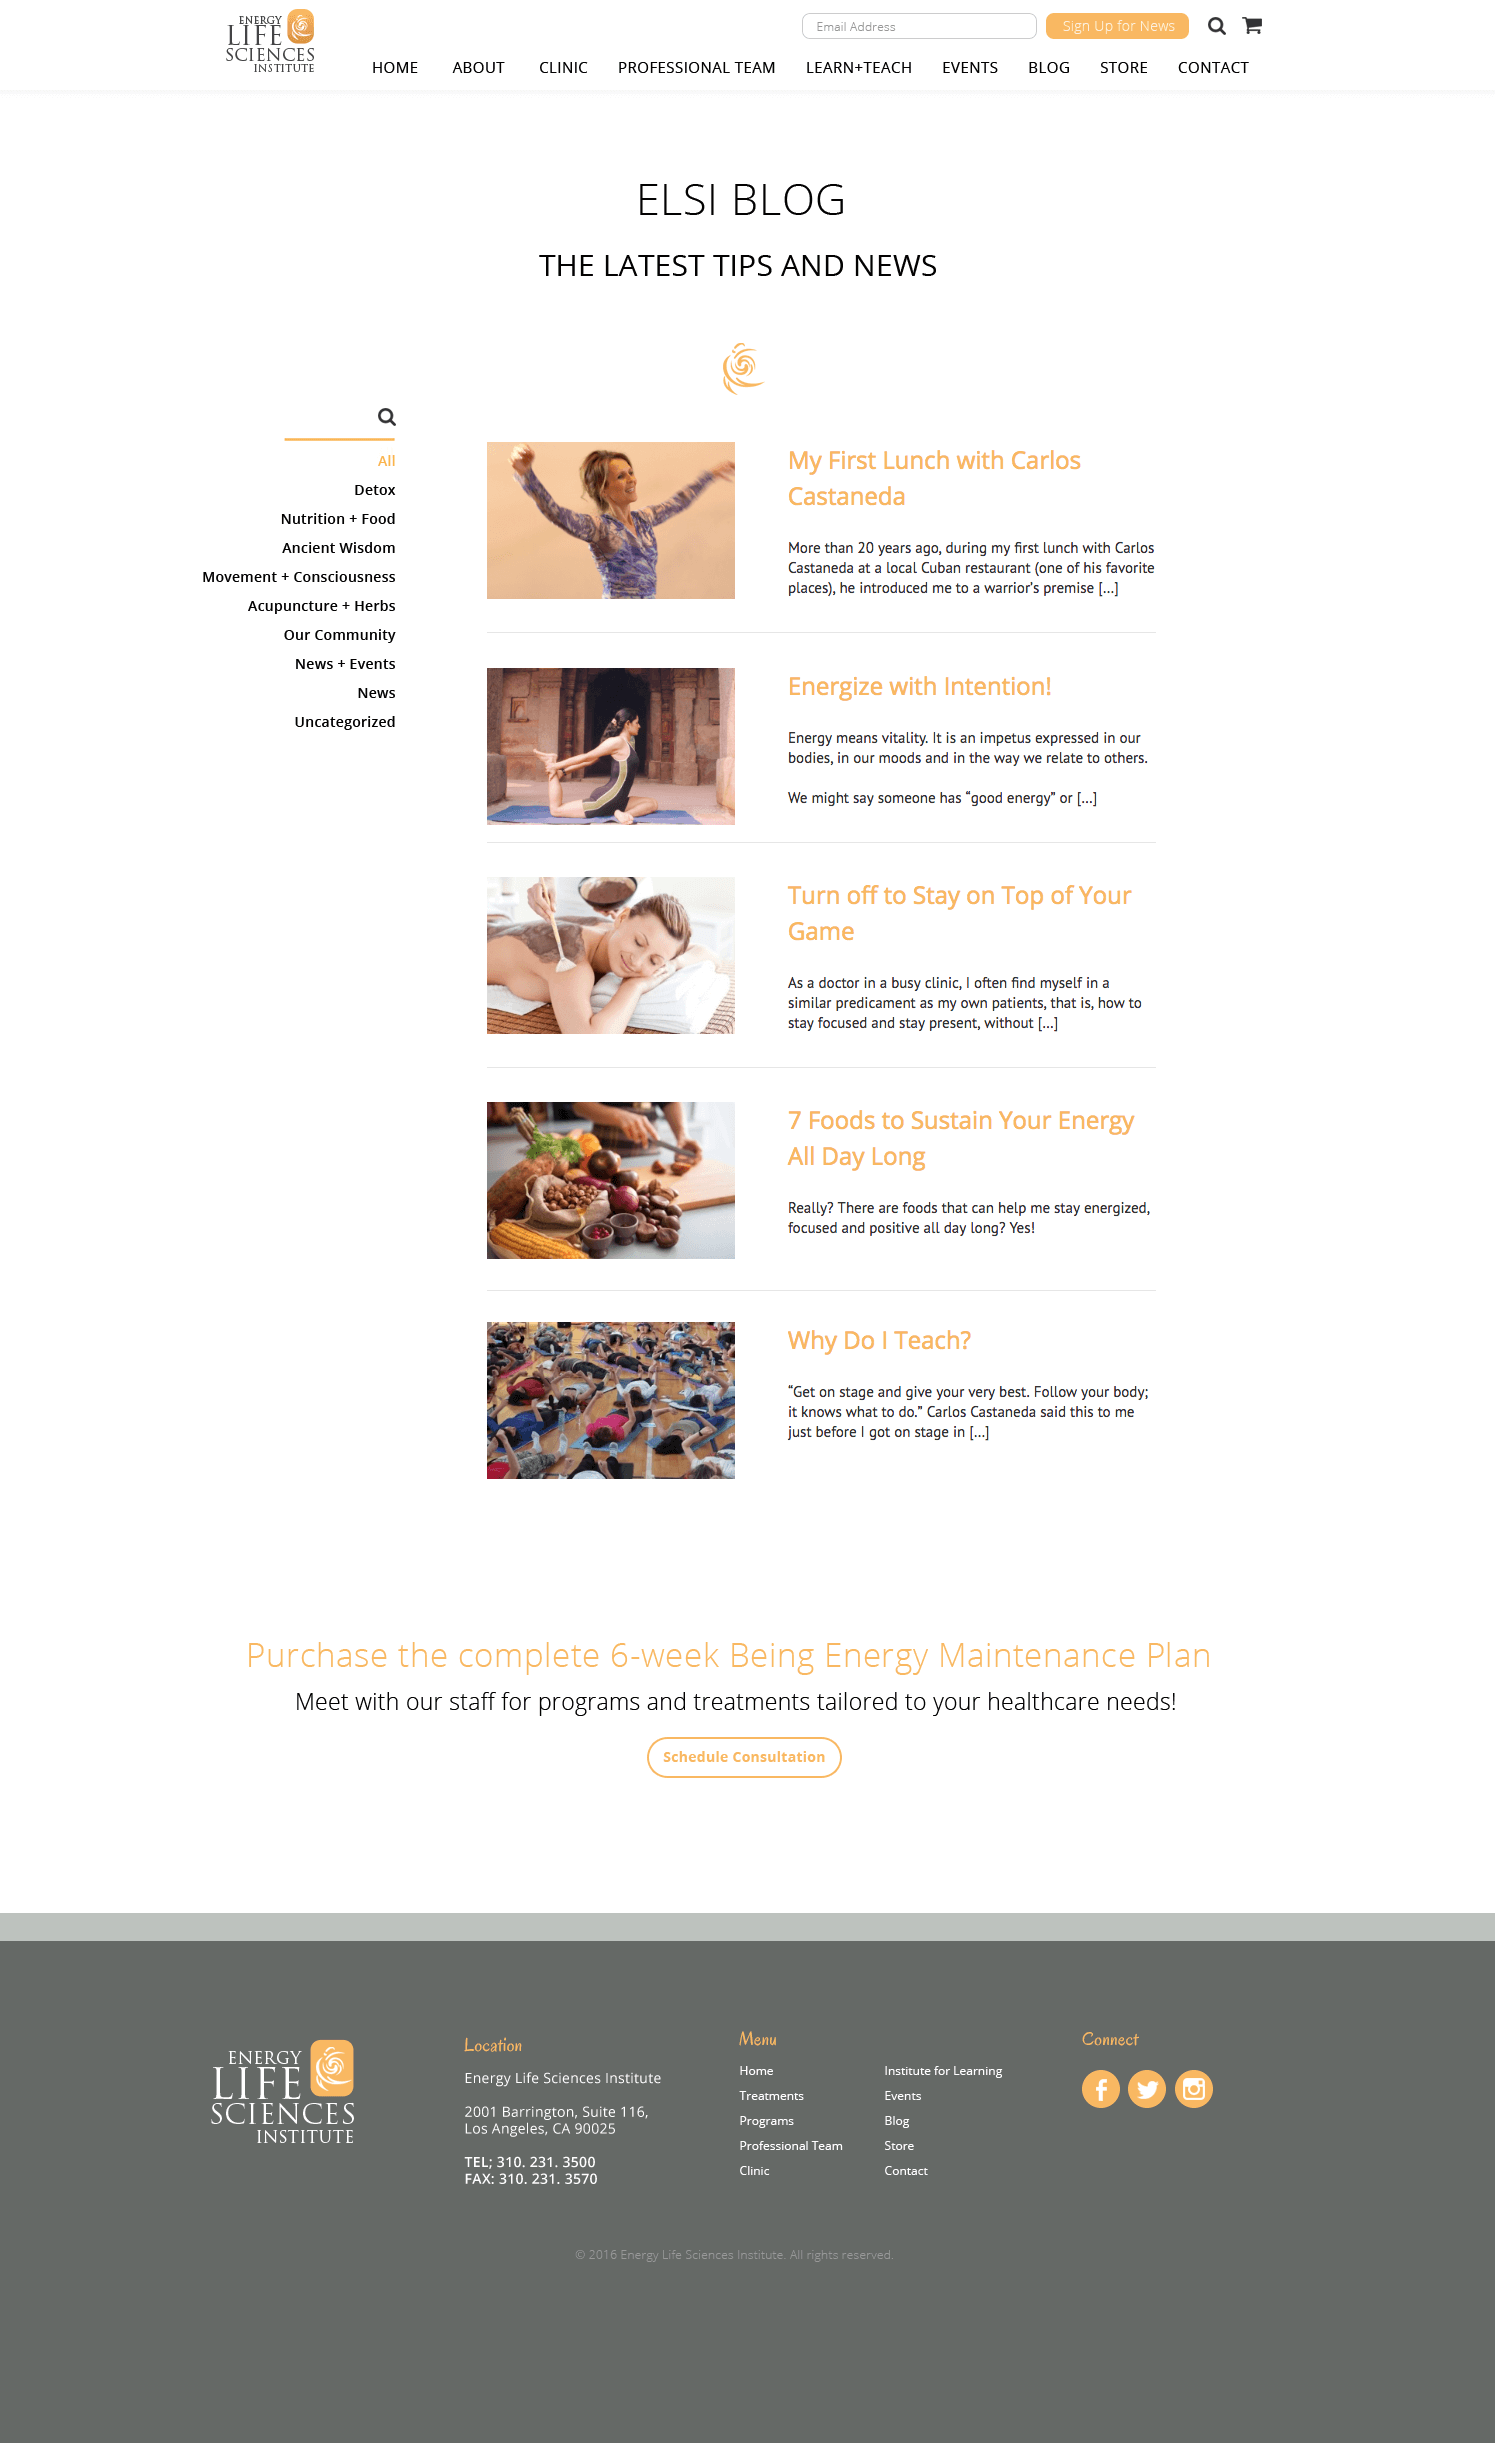 ENERGY
LIFE
SCIENCES
INSTITUTE
Email Address
Sign Up for News
HOME ABOUT CLINIC PROFESSIONAL TEAM LEARN+TEACH EVENTS BLOG STORE CONTACT
ELSI BLOG
THE LATEST TIPS AND NEWS
All
Detox
Nutrition + Food
Ancient Wisdom
Movement + Consciousness
Acupuncture + Herbs
Our Community
News + Events
News
Uncategorized
My First Lunch with Carlos
Castaneda
More than 20 years ago, during my first lunch with Carlos
Castaneda at a local Cuban restaurant (one of his favorite
places), he introduced me to a warrior’s premise [...]
Energize with Intention!
Energy means vitality. It is an impetus expressed in our
bodies, in our moods and in the way we relate to others.
We might say someone has “good energy” or [...]
Turn off to Stay on Top of Your
Game
As a doctor in a busy clinic, I often find myself in a
similar predicament as my own patients, that is, how to
stay focused and stay present, without [...]
7 Foods to Sustain Your Energy
All Day Long
Really? There are foods that can help me stay energized,
focused and positive all day long? Yes!
Why Do I Teach?
“Get on stage and give your very best. Follow your body;
it knows what to do.” Carlos Castaneda said this to me
just before I got on stage in [...]
Purchase the complete 6-week Being Energy Maintenance Plan
Meet with our staff for programs and treatments tailored to your healthcare needs!
Schedule Consultation
ENERGY
LIFE
SCIENCES
INSTITUTE
Location
Energy Life Sciences Institute
2001 Barrington, Suite 116,
Los Angeles, CA 90025
TEL; 310. 231. 3500
FAX: 310. 231. 3570
Menu
Home
Treatments
Programs
Professional Team
Clinic
Institute for Learning
Events
Blog
Store
Contact
Connect
© 2016 Energy Life Sciences Institute. All rights reserved.